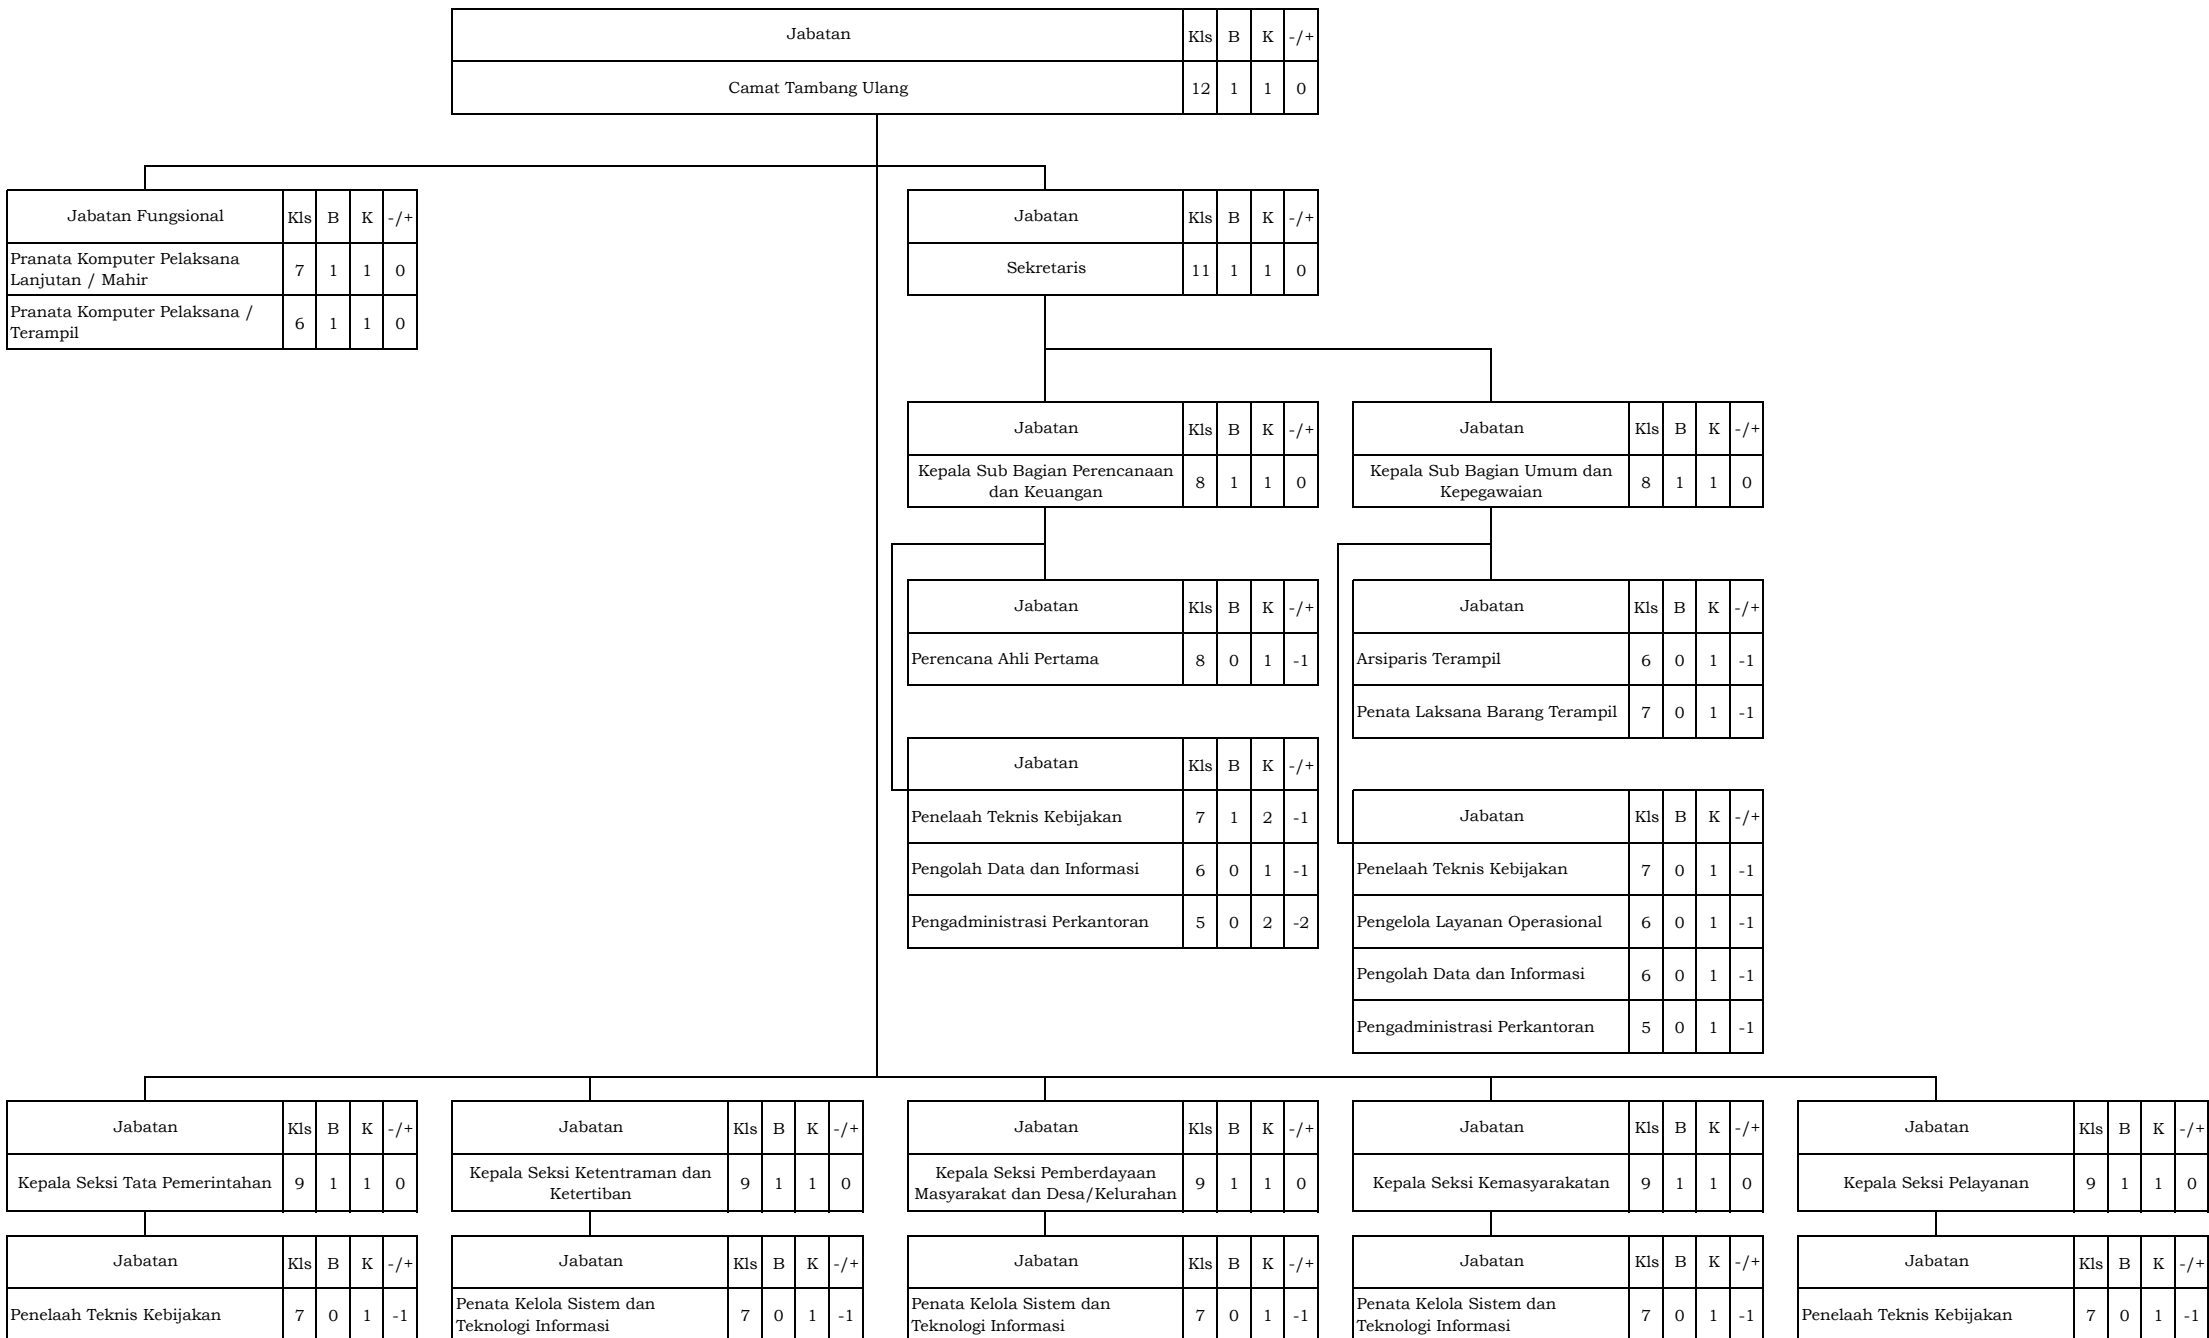 Jabatan Kls B K -/+
Camat Tambang Ulang 12 1 1 0
Jabatan Fungsional Kls B K -/+
Pranata Komputer Pelaksana
Lanjutan / Mahir 7 1 1 0
Pranata Komputer Pelaksana /
Terampil 6 1 1 0
Jabatan Kls B K -/+
Sekretaris 11 1 1 0
Jabatan Kls B K -/+
Kepala Sub Bagian Perencanaan
dan Keuangan 8 1 1 0
Jabatan Kls B K -/+
Kepala Sub Bagian Umum dan
Kepegawaian 8 1 1 0
Jabatan Kls B K -/+
Perencana Ahli Pertama 8 0 1 -1
Jabatan Kls B K -/+
Penelaah Teknis Kebijakan 7 1 2 -1
Pengolah Data dan Informasi 6 0 1 -1
Pengadministrasi Perkantoran 5 0 2 -2
Jabatan Kls B K -/+
Arsiparis Terampil 6 0 1 -1
Penata Laksana Barang Terampil 7 0 1 -1
Jabatan Kls B K -/+
Penelaah Teknis Kebijakan 7 0 1 -1
Pengelola Layanan Operasional 6 0 1 -1
Pengolah Data dan Informasi 6 0 1 -1
Pengadministrasi Perkantoran 5 0 1 -1
Jabatan Kls B K -/+
Kepala Seksi Tata Pemerintahan 9 1 1 0
Jabatan Kls B K -/+
Penelaah Teknis Kebijakan 7 0 1 -1
Jabatan Kls B K -/+
Kepala Seksi Ketentraman dan
Ketertiban 9 1 1 0
Jabatan Kls B K -/+
Penata Kelola Sistem dan
Teknologi Informasi 7 0 1 -1
Jabatan Kls B K -/+
Kepala Seksi Pemberdayaan
Masyarakat dan Desa/Kelurahan 9 1 1 0
Jabatan Kls B K -/+
Penata Kelola Sistem dan
Teknologi Informasi 7 0 1 -1
Jabatan Kls B K -/+
Kepala Seksi Kemasyarakatan 9 1 1 0
Jabatan Kls B K -/+
Penata Kelola Sistem dan
Teknologi Informasi 7 0 1 -1
Jabatan Kls B K -/+
Kepala Seksi Pelayanan 9 1 1 0
Jabatan Kls B K -/+
Penelaah Teknis Kebijakan 7 0 1 -1